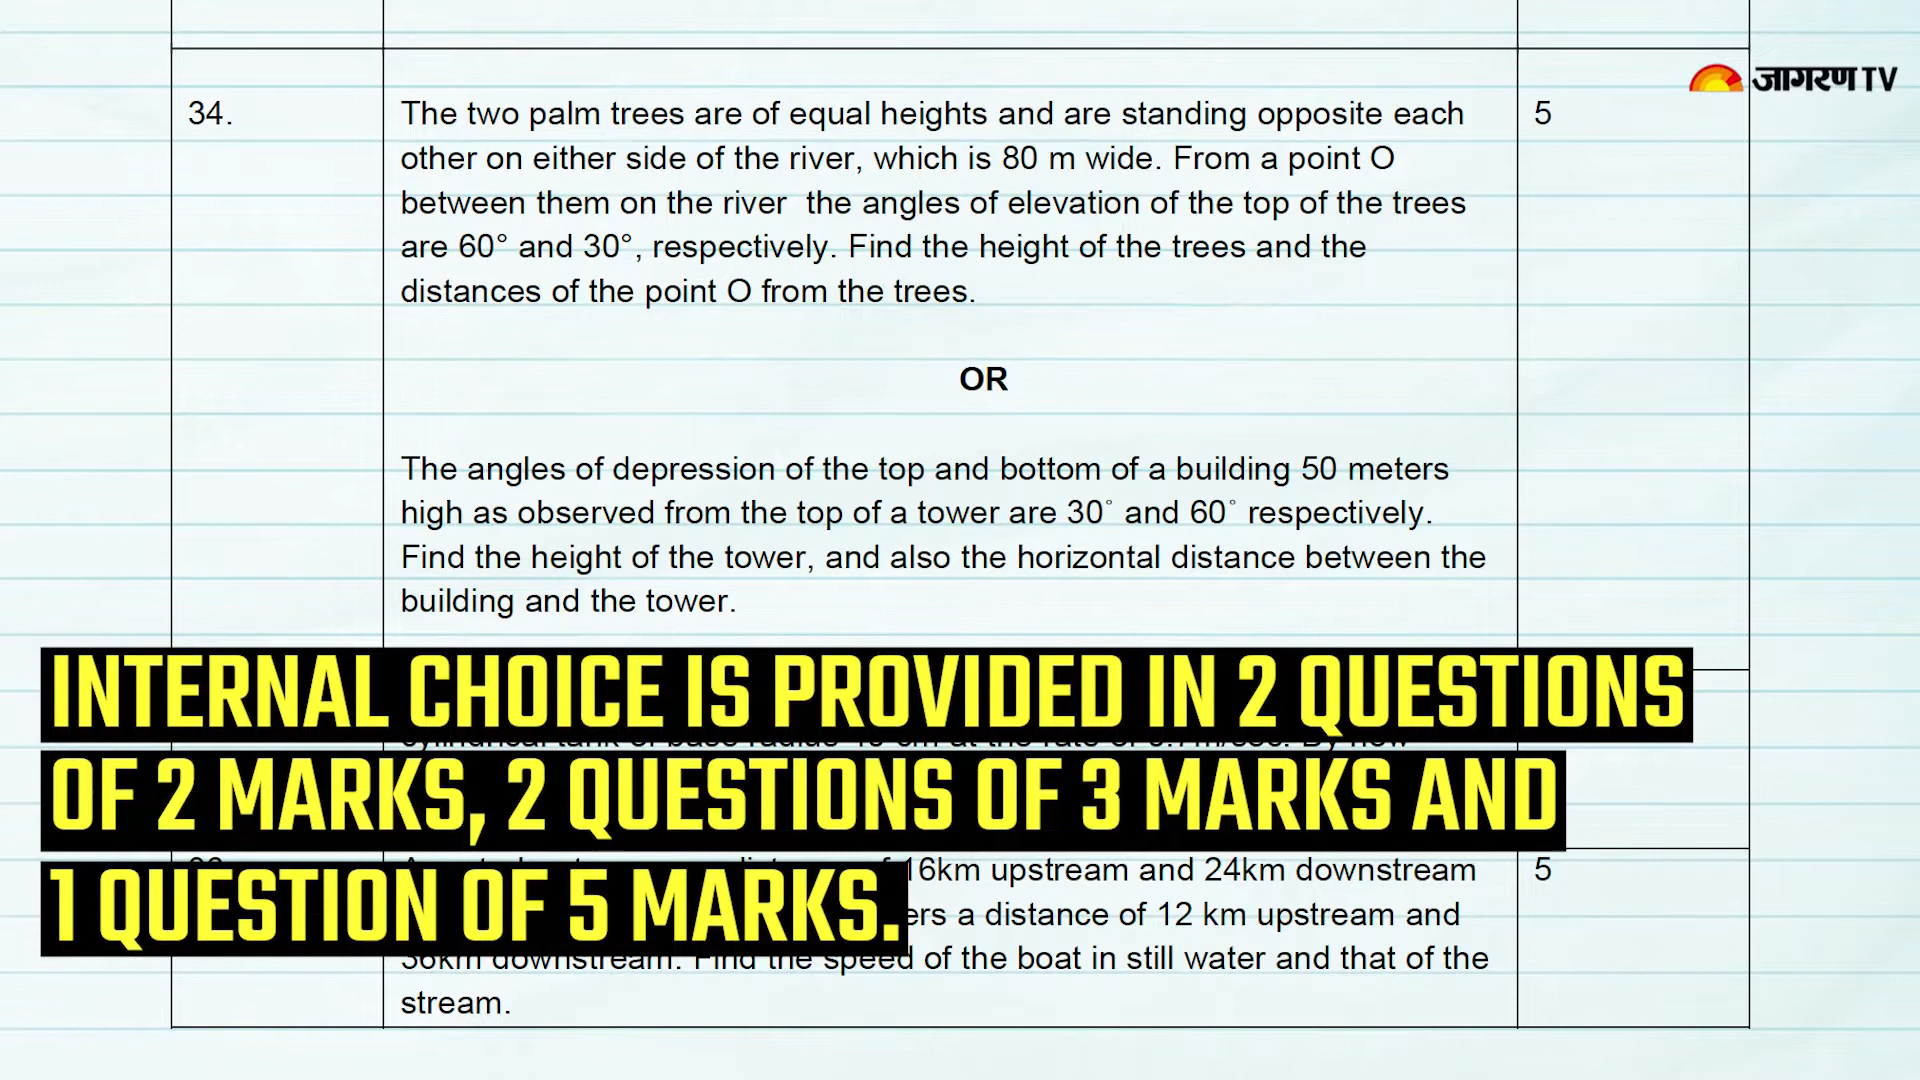 जागरण TV
34.
The two palm trees are of equal heights and are standing opposite each
5
other on either side of the river, which is 80 m wide. From a point O
between them on the river the angles of elevation of the top of the trees
are 60° and 30°, respectively. Find the height of the trees and the
distances of the point O from the trees.
OR
The angles of depression of the top and bottom of a building 50 meters
high as observed from the top of a tower are 30° and 60° respectively.
Find the height of the tower, and also the horizontal distance between the
building and the tower.
INTERNAL CHOICE IS PROVIDED IN 2 QUESTIONS
OF 2 MARKS, 2 QUESTIONS OF 3 MARKS AND
1 QUESTION OF 5 MARKS.
16km upstream and 24km downstream
5
a distance of 12 km upstream and
36km downstream. Find the speed of the boat in still water and that of the
stream.